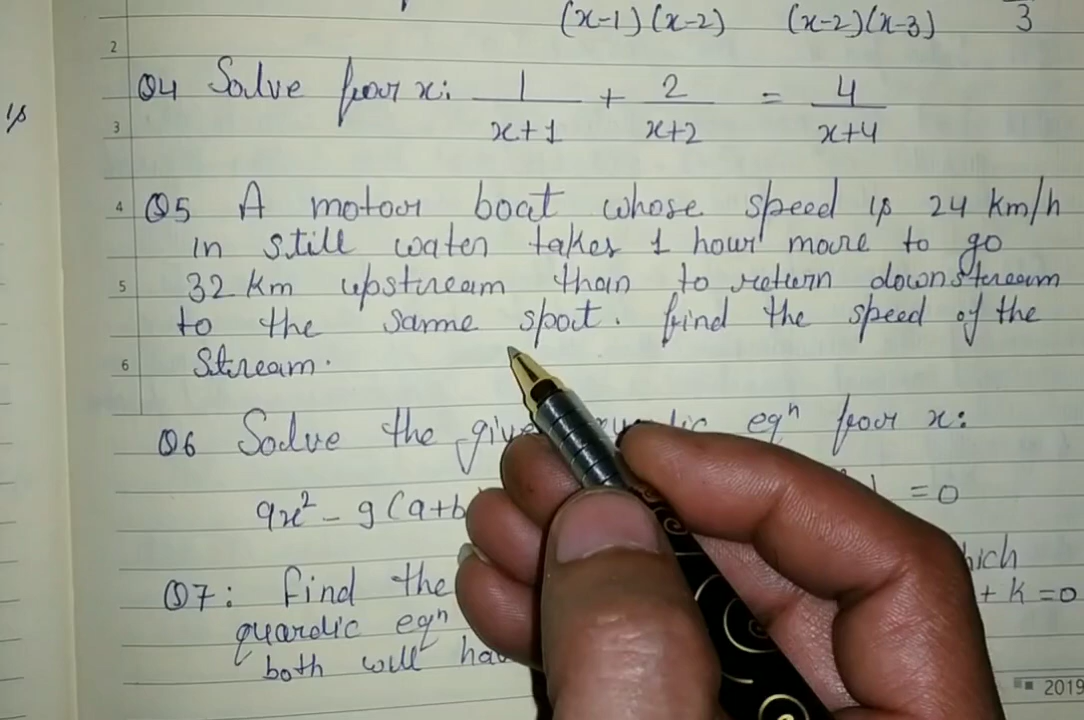 (x-1)(x-2) (x-2)(x-3) 3
2
Q4 Solve for x: 1/(x+1) + 2/(x+2) = 4/(x+4)
is
3
4 Q5 A motor boat whose speed is 24 km/h
in still water takes 1 hour more to go
5 32 km upstream than to return downstream
to the same spot. find the speed of the
6 Stream.
Q6 Solve the eqⁿ for x:
9x² - 9(a+b = 0
Q7: find the which
quardic eqⁿ + k = 0
both will
2019